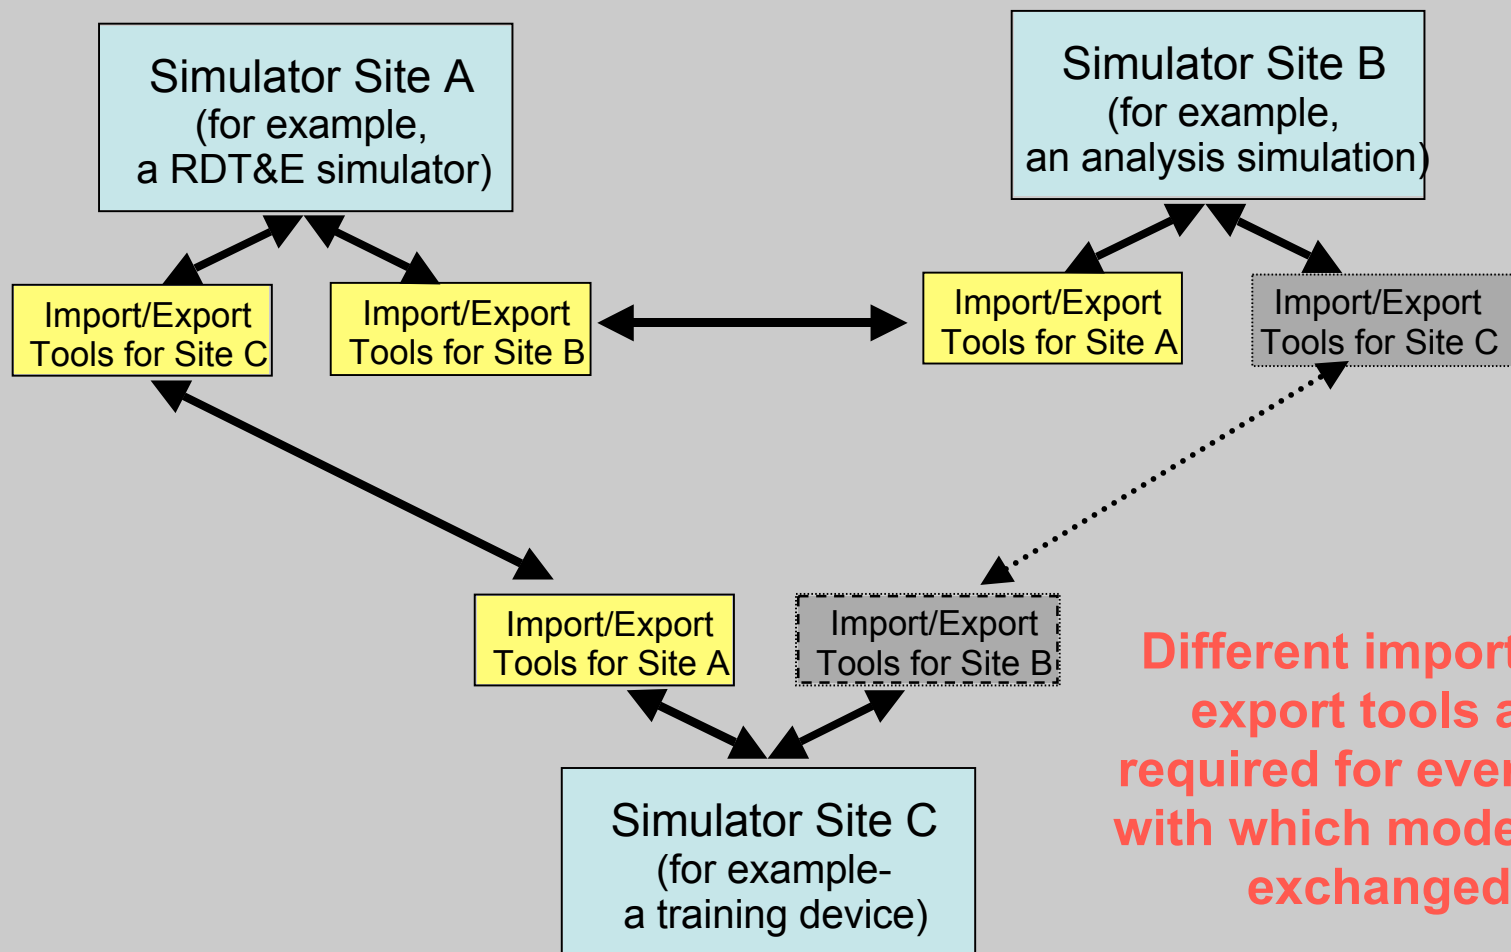 Simulator Site A
(for example,
a RDT&E simulator)
Simulator Site B
(for example,
an analysis simulation)
Import/Export
Tools for Site C
Import/Export
Tools for Site B
Import/Export
Tools for Site A
Import/Export
Tools for Site C
Import/Export
Tools for Site A
Import/Export
Tools for Site B
Different import
export tools
required for
with which
exchanged
Simulator Site C
(for example-
a training device)